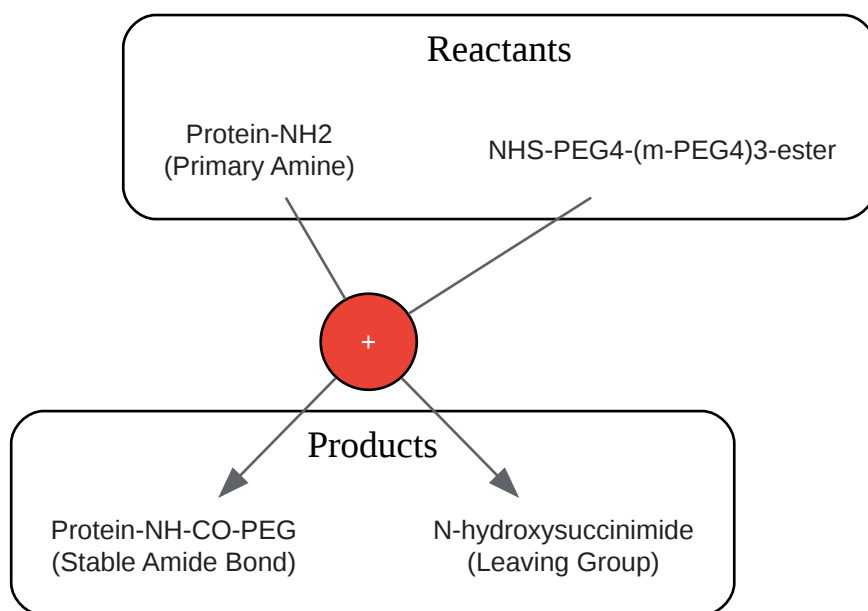 Reactants
Protein-NH2
(Primary Amine)
NHS-PEG4-(m-PEG4)3-ester
+
Products
Protein-NH-CO-PEG
(Stable Amide Bond)
N-hydroxysuccinimide
(Leaving Group)